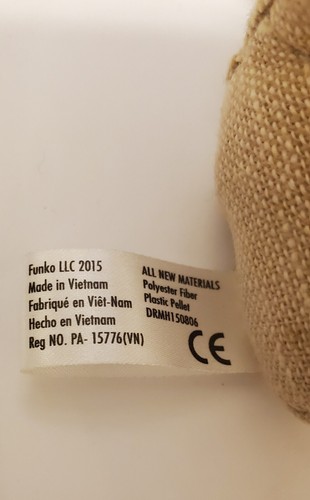 Funko LLC 2015
Made in Vietnam
Fabriqué en Viêt-Nam
Hecho en Vietnam
Reg NO. PA- 15776(VN)
ALL NEW MATERIALS
Polyester Fiber
Plastic Pellet
DRMH150806
CE